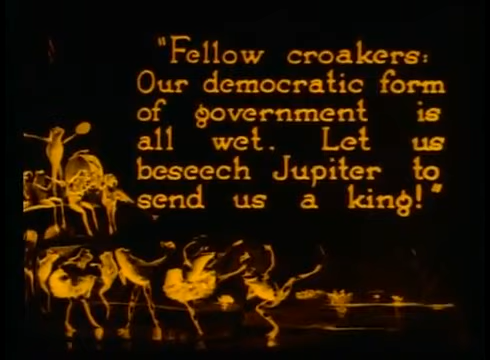 "Fellow croakers:
Our democratic form
of government is
all wet. Let us
beseech Jupiter to
send us a king!"